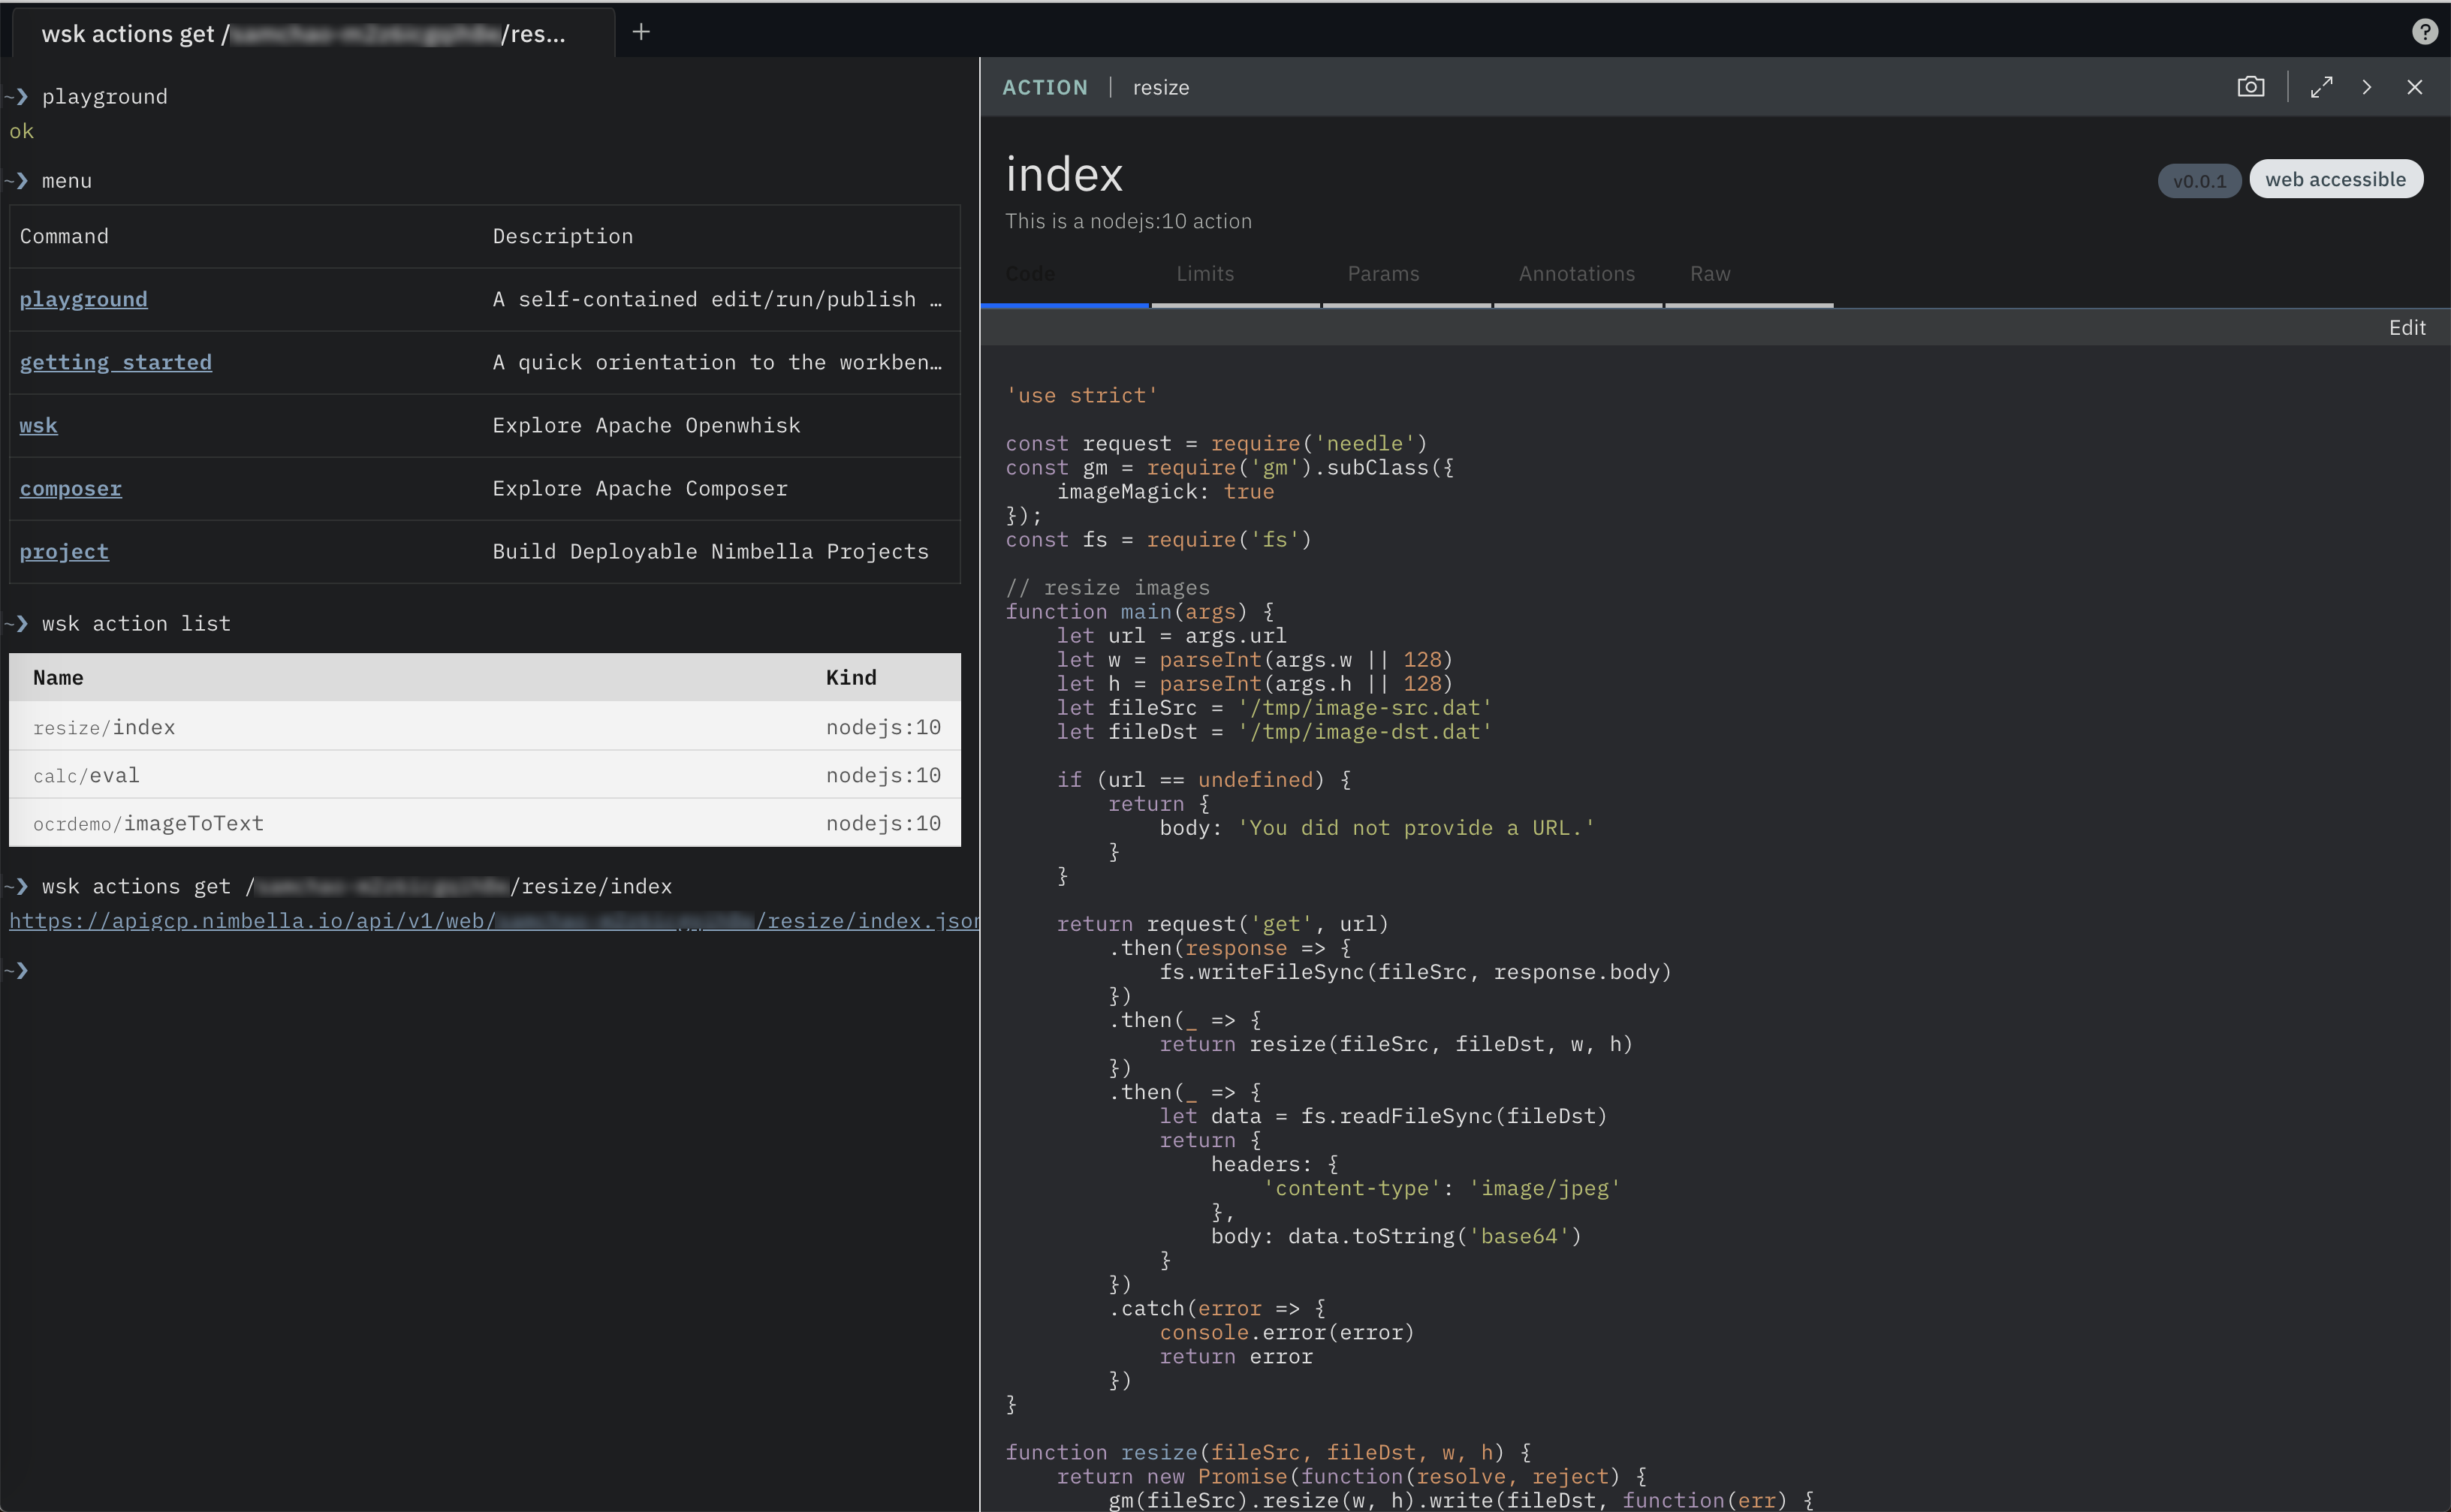 wsk actions get / /res...
+
?
~❯ playground
ok
~❯ menu
Command Description
playground A self-contained edit/run/publish …
getting started A quick orientation to the workben…
wsk Explore Apache Openwhisk
composer Explore Apache Composer
project Build Deployable Nimbella Projects
~❯ wsk action list
Name Kind
resize/index nodejs:10
calc/eval nodejs:10
ocrdemo/imageToText nodejs:10
~❯ wsk actions get / /resize/index
https://apigcp.nimbella.io/api/v1/web/ /resize/index.json
~❯
ACTION | resize
index
v0.0.1 web accessible
This is a nodejs:10 action
Code Limits Params Annotations Raw
Edit
'use strict'
const request = require('needle')
const gm = require('gm').subClass({
    imageMagick: true
});
const fs = require('fs')
// resize images
function main(args) {
    let url = args.url
    let w = parseInt(args.w || 128)
    let h = parseInt(args.h || 128)
    let fileSrc = '/tmp/image-src.dat'
    let fileDst = '/tmp/image-dst.dat'
    if (url == undefined) {
        return {
            body: 'You did not provide a URL.'
        }
    }
    return request('get', url)
        .then(response => {
            fs.writeFileSync(fileSrc, response.body)
        })
        .then(_ => {
            return resize(fileSrc, fileDst, w, h)
        })
        .then(_ => {
            let data = fs.readFileSync(fileDst)
            return {
                headers: {
                    'content-type': 'image/jpeg'
                },
                body: data.toString('base64')
            }
        })
        .catch(error => {
            console.error(error)
            return error
        })
}
function resize(fileSrc, fileDst, w, h) {
    return new Promise(function(resolve, reject) {
        gm(fileSrc).resize(w, h).write(fileDst, function(err) {